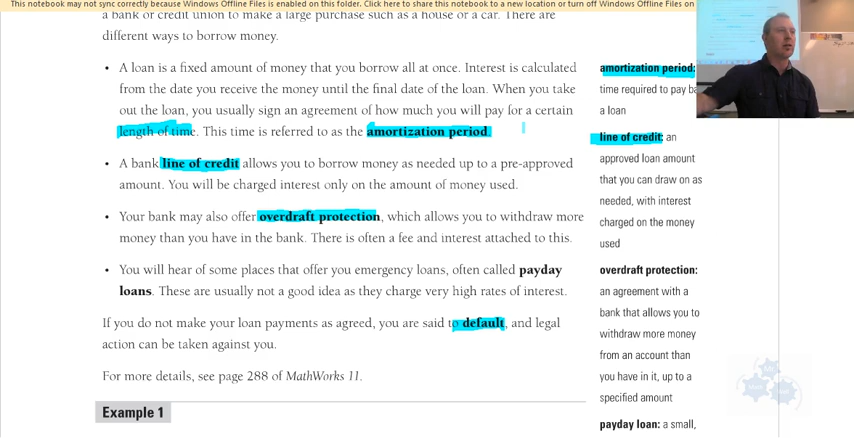 This notebook may not sync correctly because Windows Offline Files is enabled on this folder. Click here to share this notebook to a new location or turn off Windows Offline Files on
a bank or credit union to make a large purchase such as a house or a car. There are
different ways to borrow money.
• A loan is a fixed amount of money that you borrow all at once. Interest is calculated
from the date you receive the money until the final date of the loan. When you take
out the loan, you usually sign an agreement of how much you will pay for a certain
length of time. This time is referred to as the amortization period
• A bank line of credit allows you to borrow money as needed up to a pre-approved
amount. You will be charged interest only on the amount of money used.
• Your bank may also offer overdraft protection, which allows you to withdraw more
money than you have in the bank. There is often a fee and interest attached to this.
• You will hear of some places that offer you emergency loans, often called payday
loans. These are usually not a good idea as they charge very high rates of interest.
If you do not make your loan payments as agreed, you are said to default, and legal
action can be taken against you.
For more details, see page 288 of MathWorks 11.
Example 1
amortization period:
time required to pay ba
a loan
line of credit: an
approved loan amount
that you can draw on as
needed, with interest
charged on the money
used
overdraft protection:
an agreement with a
bank that allows you to
withdraw more money
from an account than
you have in it, up to a
specified amount
payday loan: a small,